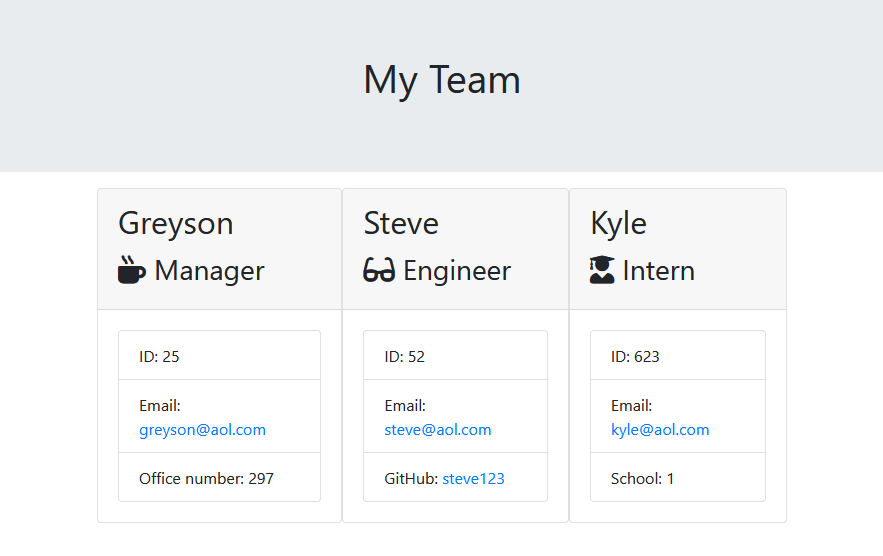 My Team
Greyson
Manager
ID: 25
Email:
greyson@aol.com
Office number: 297
Steve
Engineer
ID: 52
Email:
steve@aol.com
GitHub: steve123
Kyle
Intern
ID: 623
Email:
kyle@aol.com
School: 1